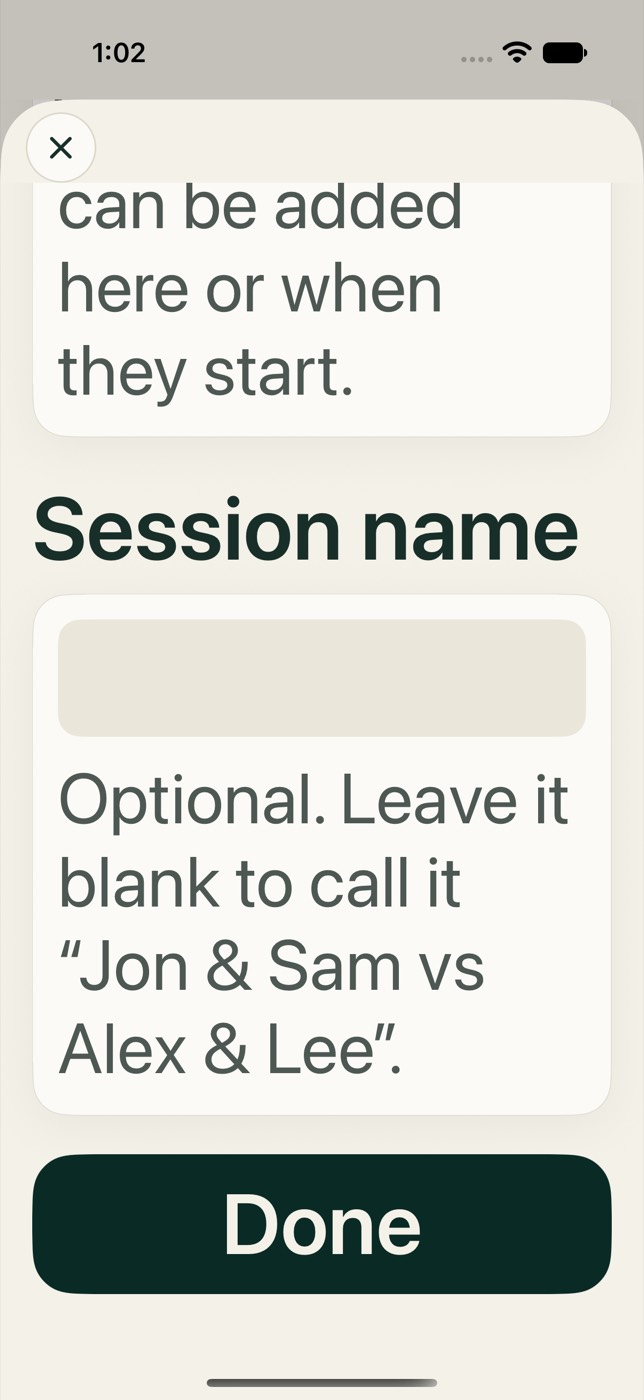 1:02
can be added
here or when
they start.
Session name
Optional. Leave it
blank to call it
“Jon & Sam vs
Alex & Lee”.
Done